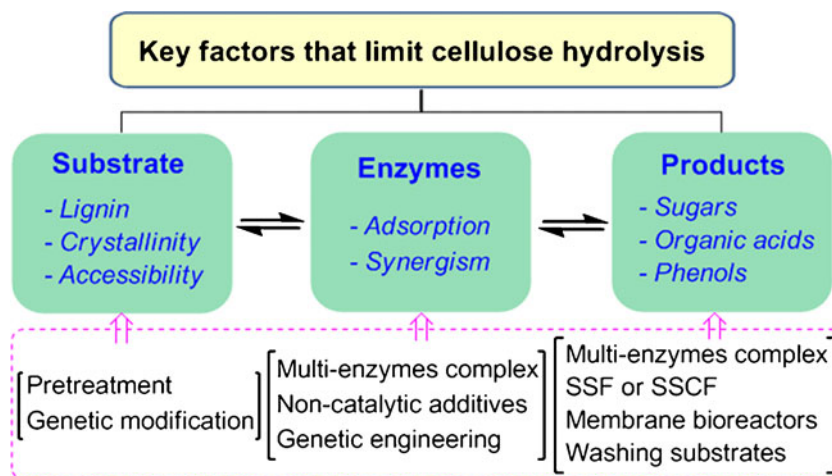 Key factors that limit cellulose hydrolysis
Substrate
- Lignin
- Crystallinity
- Accessibility
Enzymes
- Adsorption
- Synergism
Products
- Sugars
- Organic acids
- Phenols
Pretreatment
Genetic modification
Multi-enzymes complex
Non-catalytic additives
Genetic engineering
Multi-enzymes complex
SSF or SSCF
Membrane bioreactors
Washing substrates